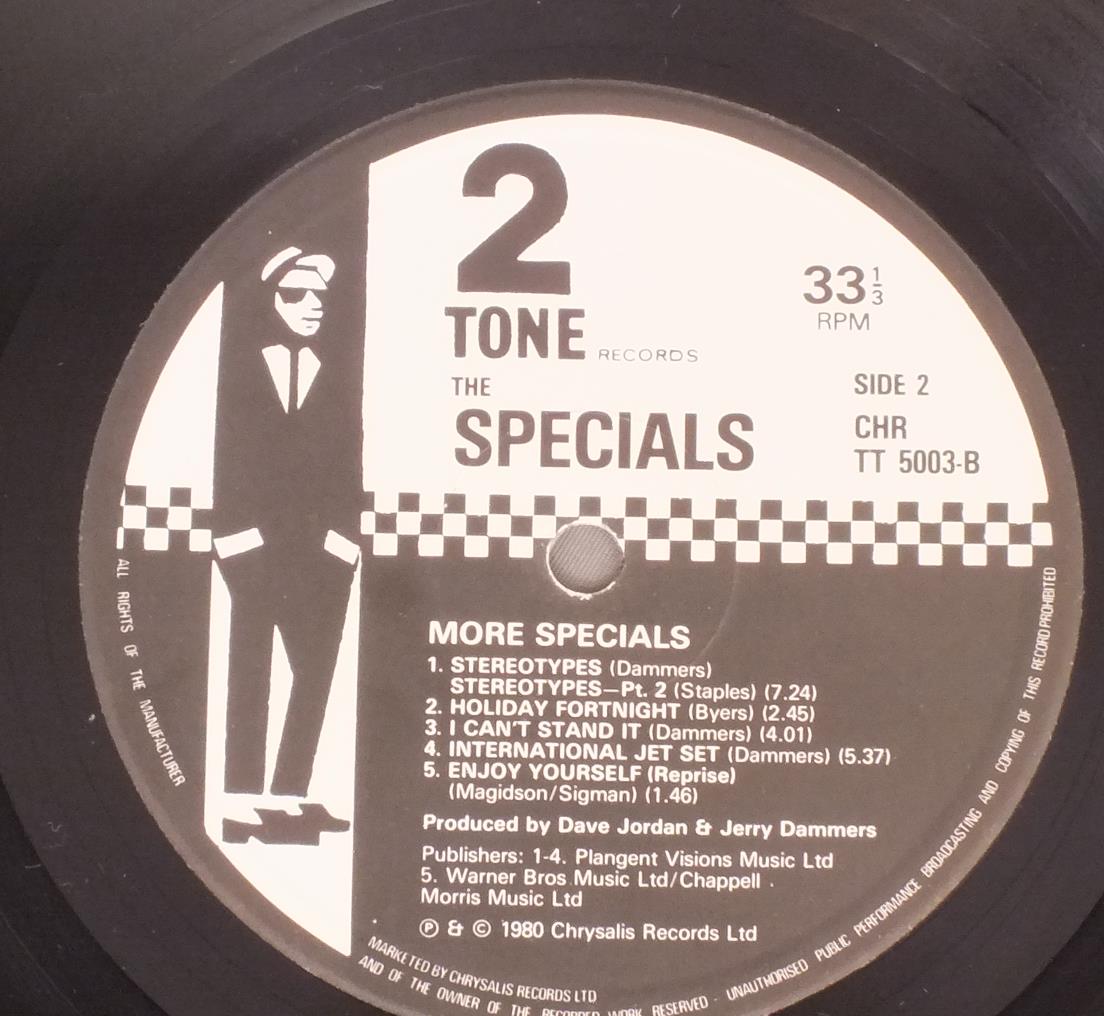 2
TONE RECORDS
THE
SPECIALS
33 1/3
RPM
SIDE 2
CHR
TT 5003-B
MORE SPECIALS
1. STEREOTYPES (Dammers)
STEREOTYPES—Pt. 2 (Staples) (7.24)
2. HOLIDAY FORTNIGHT (Byers) (2.45)
3. I CAN'T STAND IT (Dammers) (4.01)
4. INTERNATIONAL JET SET (Dammers) (5.37)
5. ENJOY YOURSELF (Reprise)
(Magidson/Sigman) (1.46)
Produced by Dave Jordan & Jerry Dammers
Publishers: 1-4. Plangent Visions Music Ltd
5. Warner Bros Music Ltd/Chappell
Morris Music Ltd
Ⓟ & © 1980 Chrysalis Records Ltd
MARKETED BY CHRYSALIS RECORDS LTD
ALL RIGHTS OF THE MANUFACTURER
AND OF THE OWNER OF THE RECORDED WORK RESERVED - UNAUTHORISED PUBLIC PERFORMANCE BROADCASTING AND COPYING OF THIS RECORD PROHIBITED